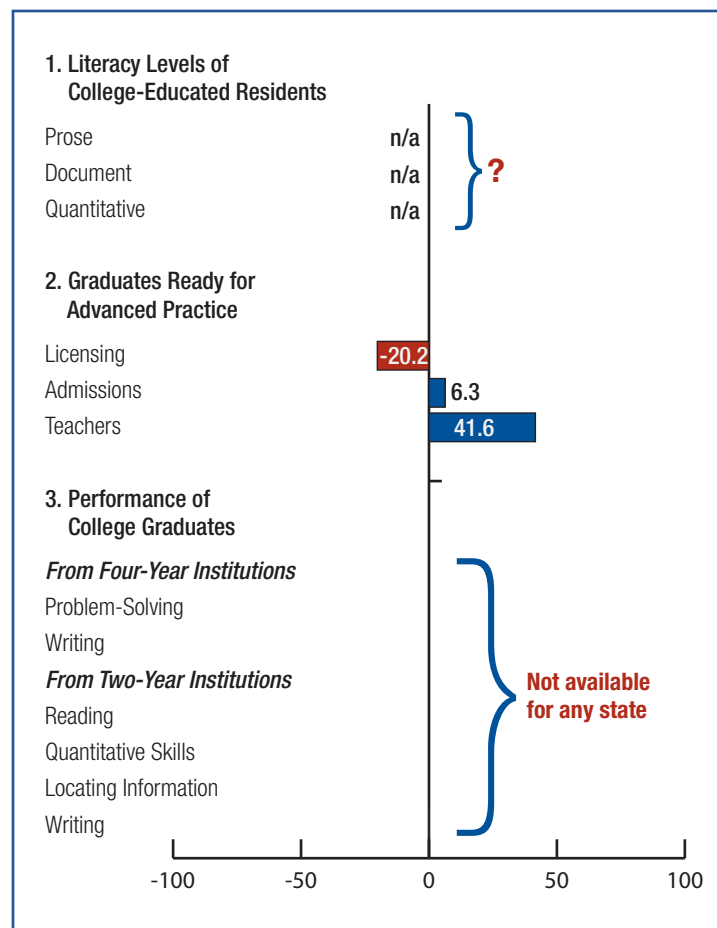 1. Literacy Levels of
College-Educated Residents
Prose n/a
Document n/a
Quantitative n/a
?
2. Graduates Ready for
Advanced Practice
Licensing -20.2
Admissions 6.3
Teachers 41.6
3. Performance of
College Graduates
From Four-Year Institutions
Problem-Solving
Writing
From Two-Year Institutions
Reading
Quantitative Skills
Locating Information
Writing
Not available
for any state
-100 -50 0 50 100